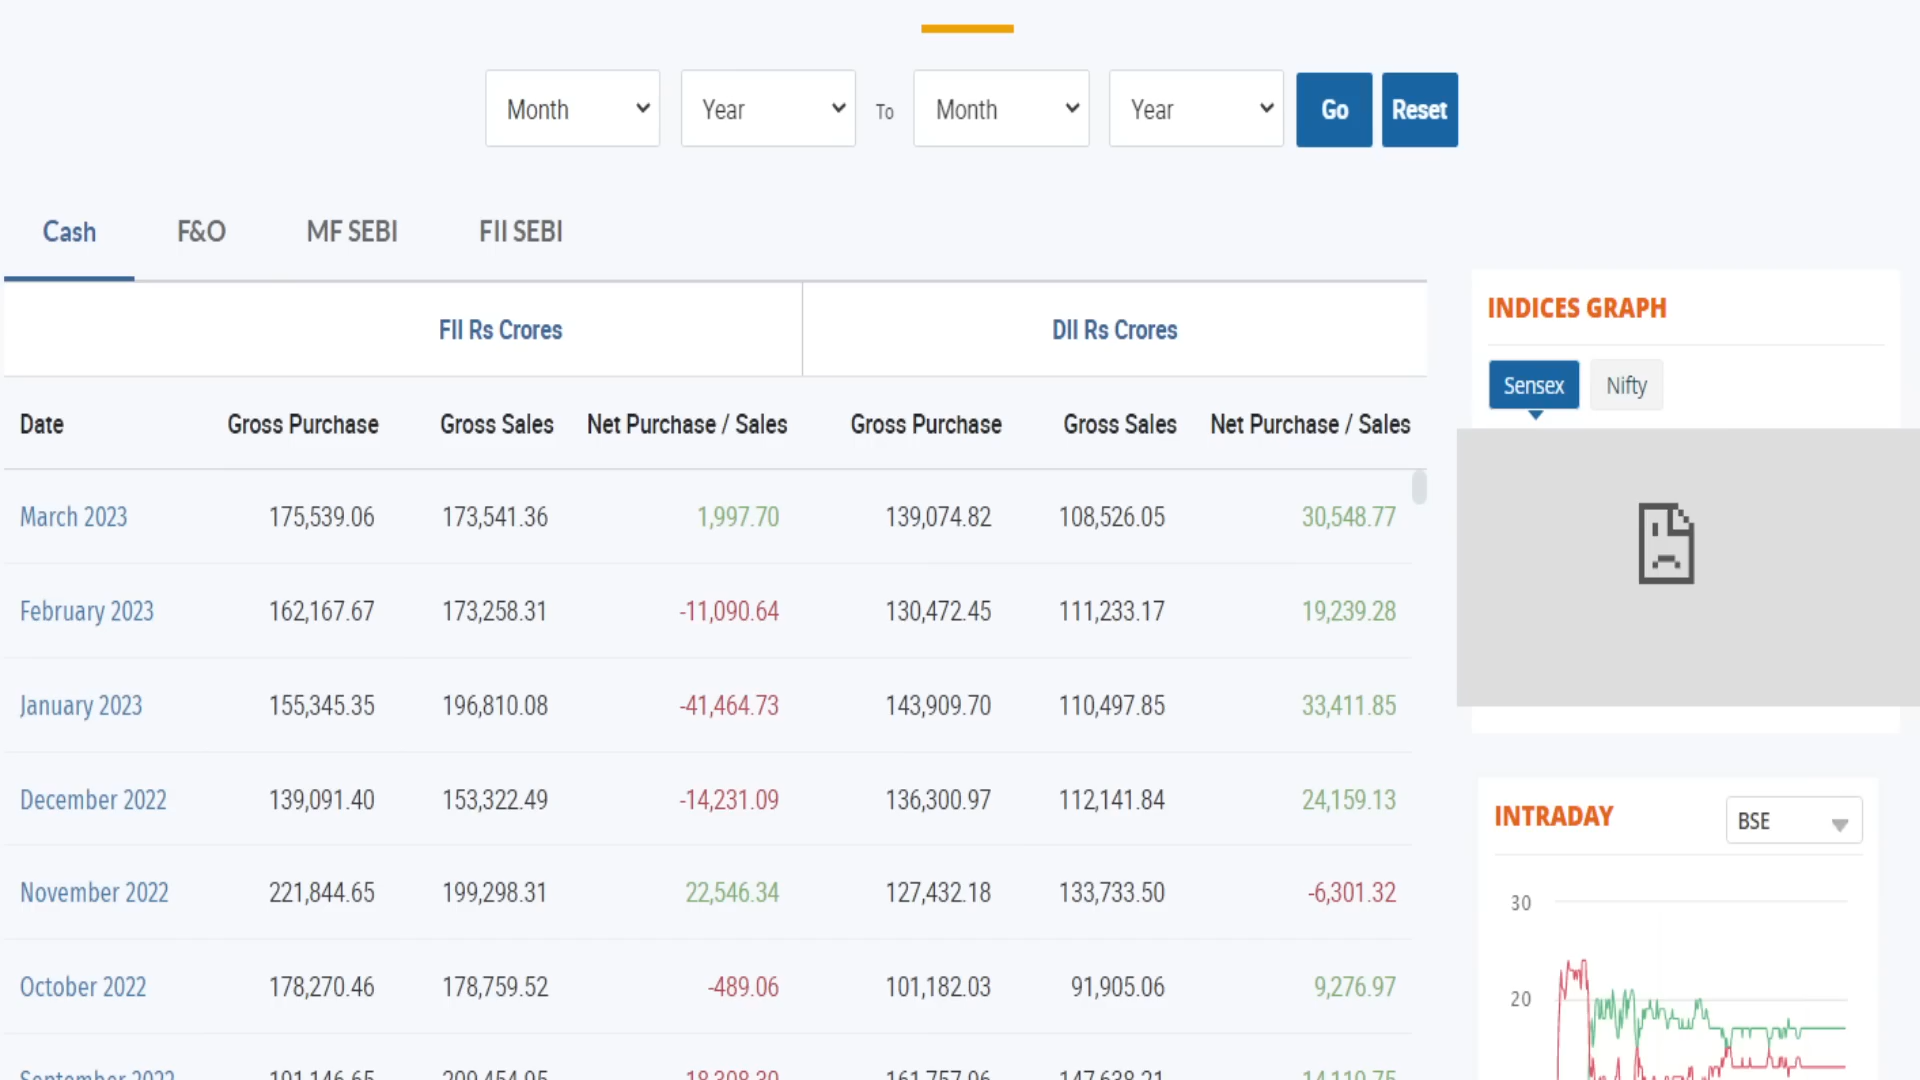 Month Year To Month Year Go Reset
Cash F&O MF SEBI FII SEBI
FII Rs Crores DII Rs Crores
Date Gross Purchase Gross Sales Net Purchase / Sales Gross Purchase Gross Sales Net Purchase / Sales
March 2023 175,539.06 173,541.36 1,997.70 139,074.82 108,526.05 30,548.77
February 2023 162,167.67 173,258.31 -11,090.64 130,472.45 111,233.17 19,239.28
January 2023 155,345.35 196,810.08 -41,464.73 143,909.70 110,497.85 33,411.85
December 2022 139,091.40 153,322.49 -14,231.09 136,300.97 112,141.84 24,159.13
November 2022 221,844.65 199,298.31 22,546.34 127,432.18 133,733.50 -6,301.32
October 2022 178,270.46 178,759.52 -489.06 101,182.03 91,905.06 9,276.97
September 2022
INDICES GRAPH
Sensex Nifty
INTRADAY BSE
30
20